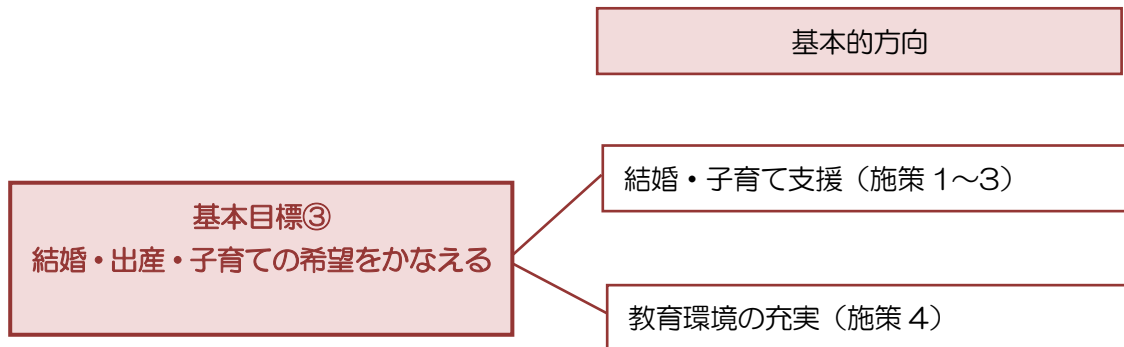 基本的方向
結婚・子育て支援（施策 1～3）
基本目標③
結婚・出産・子育ての希望をかなえる
教育環境の充実（施策 4）